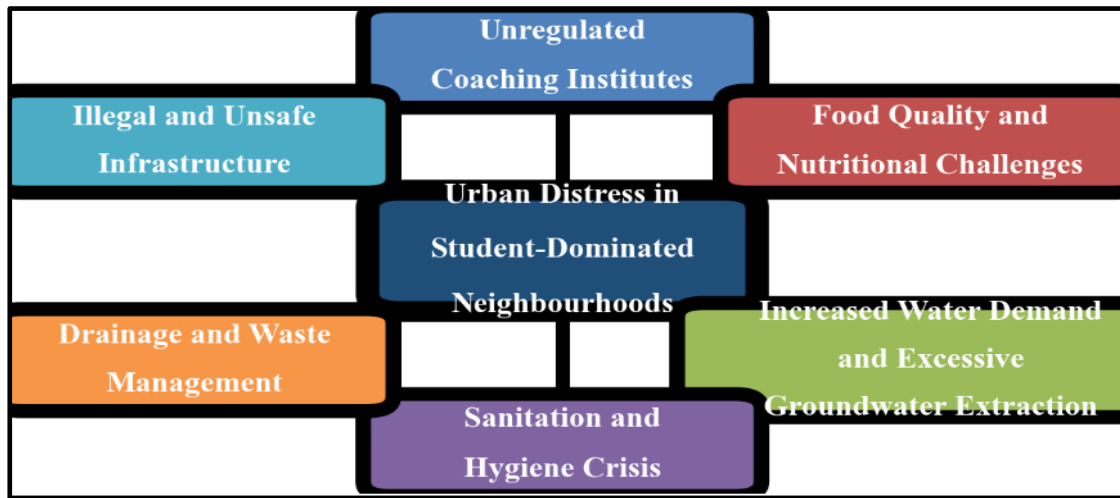 Unregulated
Coaching Institutes
Illegal and Unsafe
Infrastructure
Food Quality and
Nutritional Challenges
Urban Distress in
Student-Dominated
Neighbourhoods
Drainage and Waste
Management
Increased Water Demand
and Excessive
Groundwater Extraction
Sanitation and
Hygiene Crisis